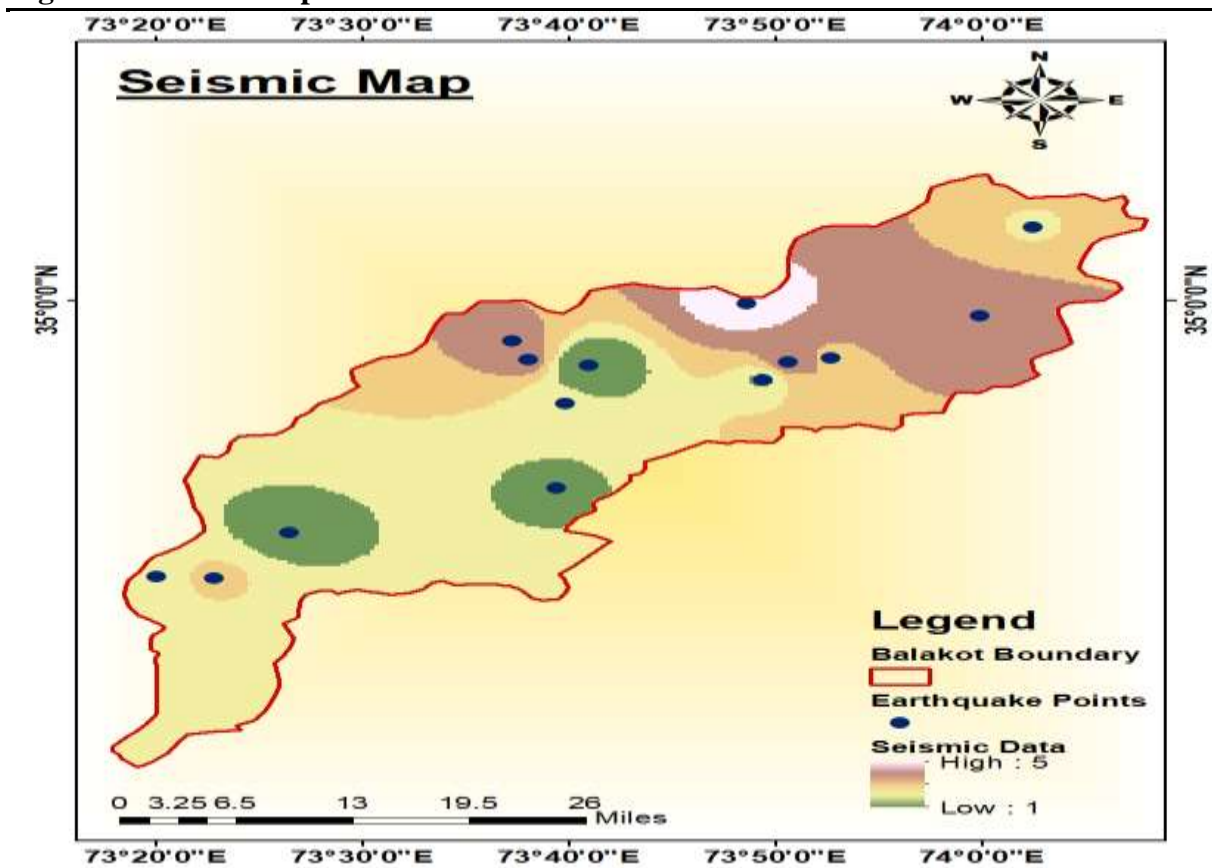 73°20'0"E 73°30'0"E 73°40'0"E 73°50'0"E 74°0'0"E
Seismic Map
N
W E
S
35°0'0"N 35°0'0"N
Legend
Balakot Boundary
Earthquake Points
Seismic Data
High : 5
Low : 1
0 3.25 6.5 13 19.5 26
Miles
73°20'0"E 73°30'0"E 73°40'0"E 73°50'0"E 74°0'0"E